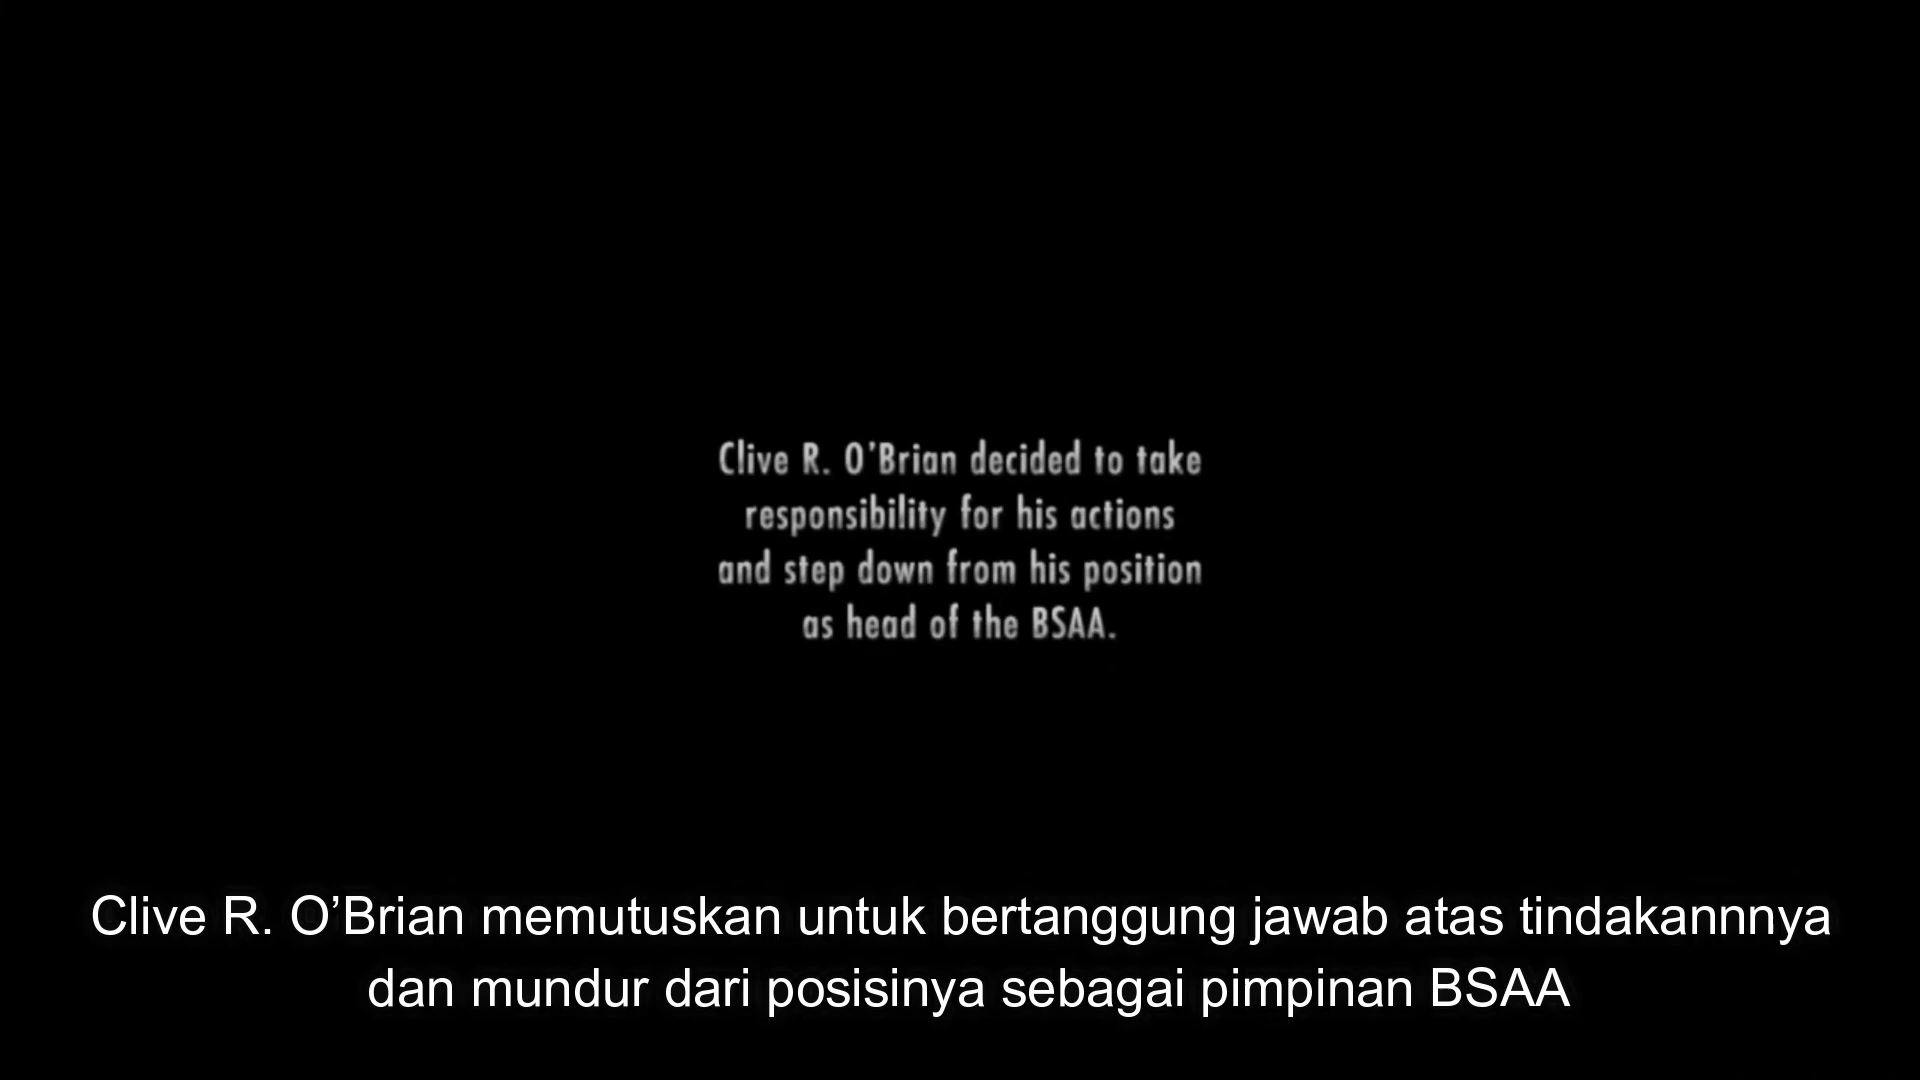 Clive R. O’Brian decided to take
responsibility for his actions
and step down from his position
as head of the BSAA.
Clive R. O’Brian memutuskan untuk bertanggung jawab atas tindakannnya
dan mundur dari posisinya sebagai pimpinan BSAA